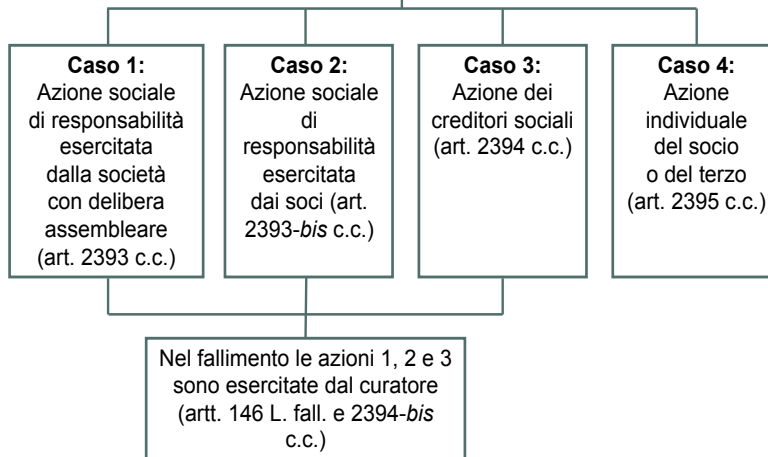 Caso 1:
Azione sociale
di responsabilità
esercitata
dalla società
con delibera
assembleare
(art. 2393 c.c.)
Caso 2:
Azione sociale
di
responsabilità
esercitata
dai soci (art.
2393-bis c.c.)
Caso 3:
Azione dei
creditori sociali
(art. 2394 c.c.)
Caso 4:
Azione
individuale
del socio
o del terzo
(art. 2395 c.c.)
Nel fallimento le azioni 1, 2 e 3
sono esercitate dal curatore
(artt. 146 L. fall. e 2394-bis
c.c.)